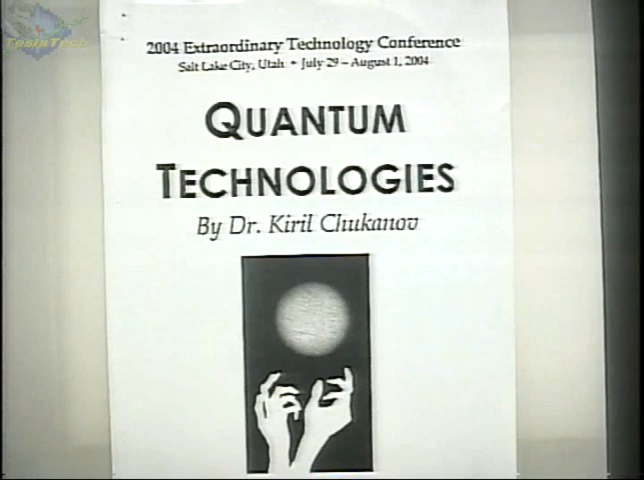 TeslaTech
2004 Extraordinary Technology Conference
Salt Lake City, Utah • July 29 – August 1, 2004
QUANTUM
TECHNOLOGIES
By Dr. Kiril Chukanov